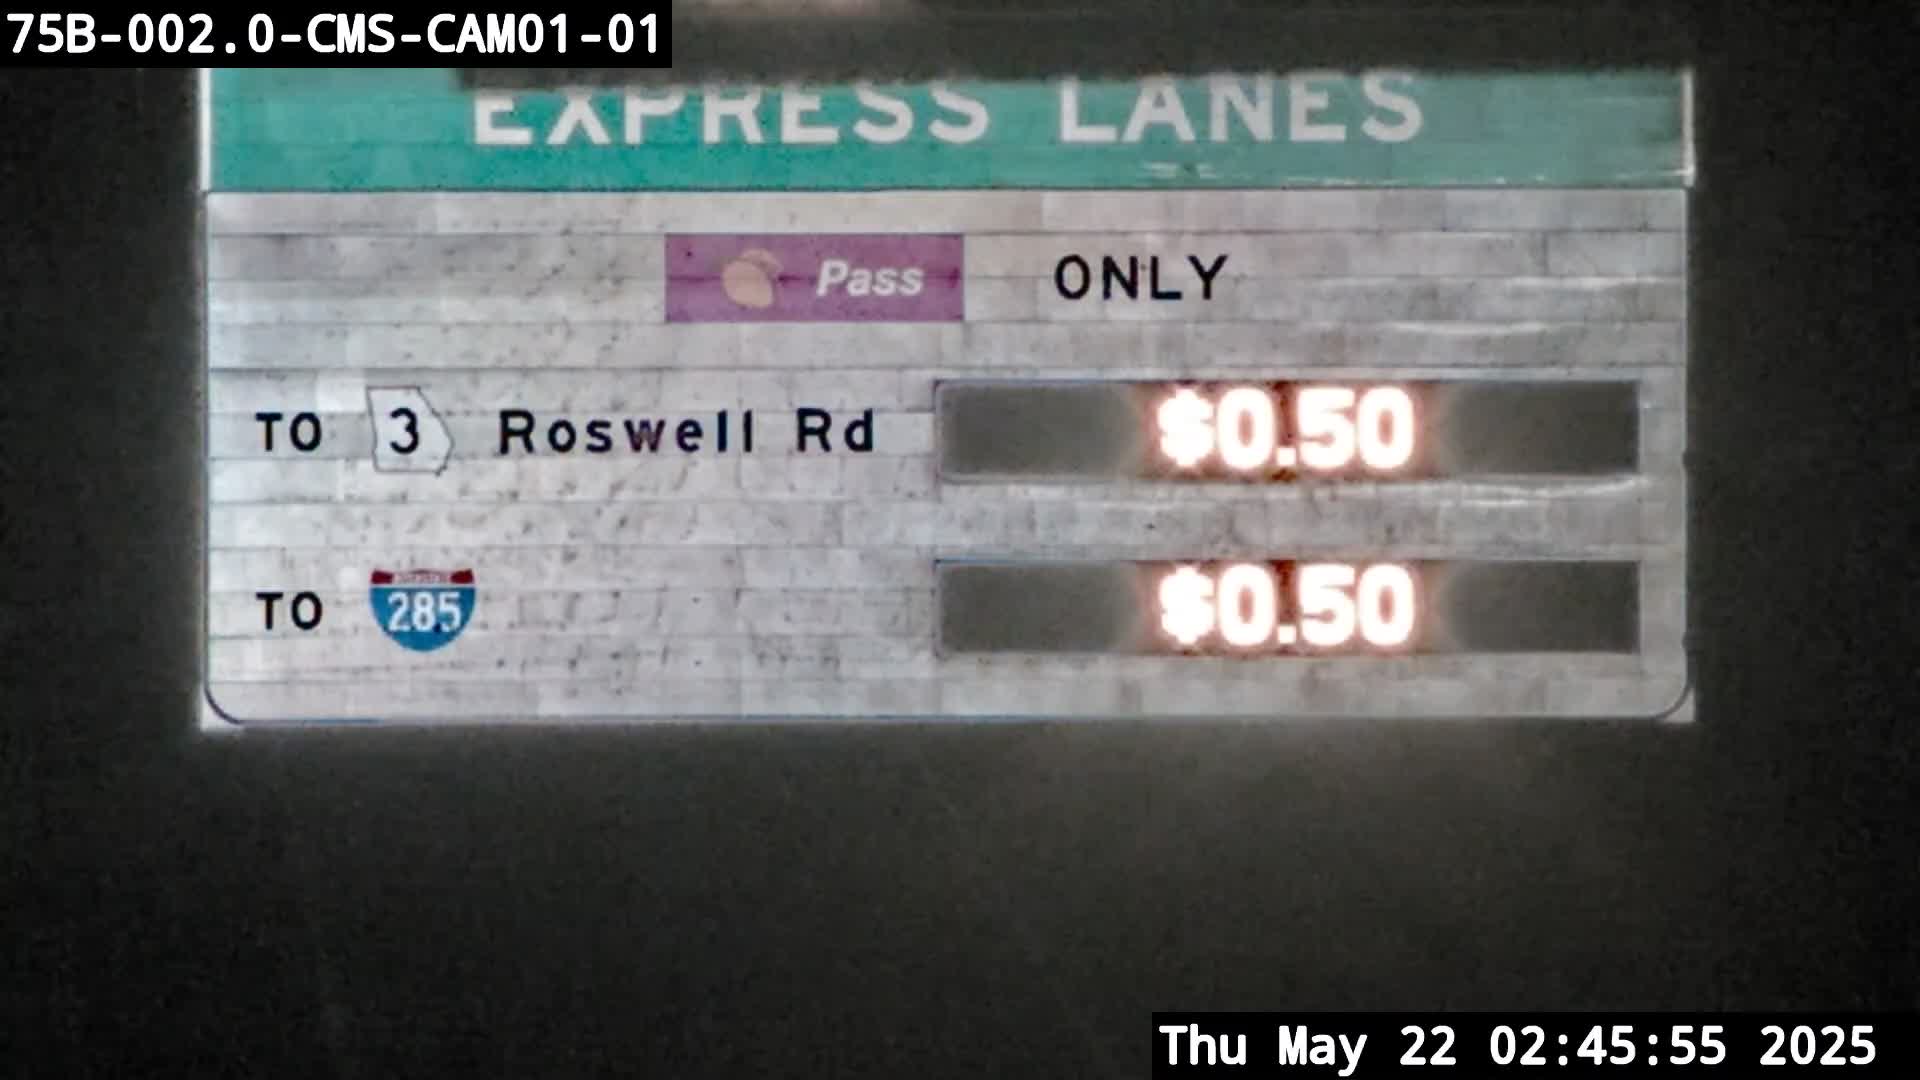 75B-002.0-CMS-CAM01-01
EXPRESS LANES
Pass ONLY
TO 3 Roswell Rd $0.50
TO 285 $0.50
Thu May 22 02:45:55 2025